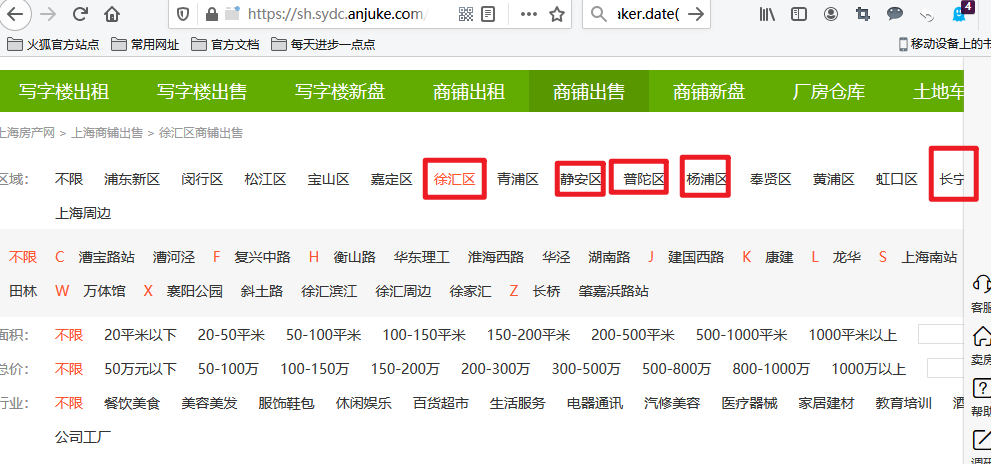 https://sh.sydc.anjuke.com/ aker.date( 4
火狐官方站点 常用网址 官方文档 每天进步一点点 移动设备上的书
写字楼出租 写字楼出售 写字楼新盘 商铺出租 商铺出售 商铺新盘 厂房仓库 土地车
上海房产网 > 上海商铺出售 > 徐汇区商铺出售
区域: 不限 浦东新区 闵行区 松江区 宝山区 嘉定区 徐汇区 青浦区 静安区 普陀区 杨浦区 奉贤区 黄浦区 虹口区 长宁
上海周边
不限 C 漕宝路站 漕河泾 F 复兴中路 H 衡山路 华东理工 淮海西路 华泾 湖南路 J 建国西路 K 康建 L 龙华 S 上海南站
田林 W 万体馆 X 襄阳公园 斜土路 徐汇滨江 徐汇周边 徐家汇 Z 长桥 肇嘉浜路站
客服
面积: 不限 20平米以下 20-50平米 50-100平米 100-150平米 150-200平米 200-500平米 500-1000平米 1000平米以上
卖房
总价: 不限 50万元以下 50-100万 100-150万 150-200万 200-300万 300-500万 500-800万 800-1000万 1000万以上
行业: 不限 餐饮美食 美容美发 服饰鞋包 休闲娱乐 百货超市 生活服务 电器通讯 汽修美容 医疗器械 家居建材 教育培训 酒
帮助
公司工厂
调研